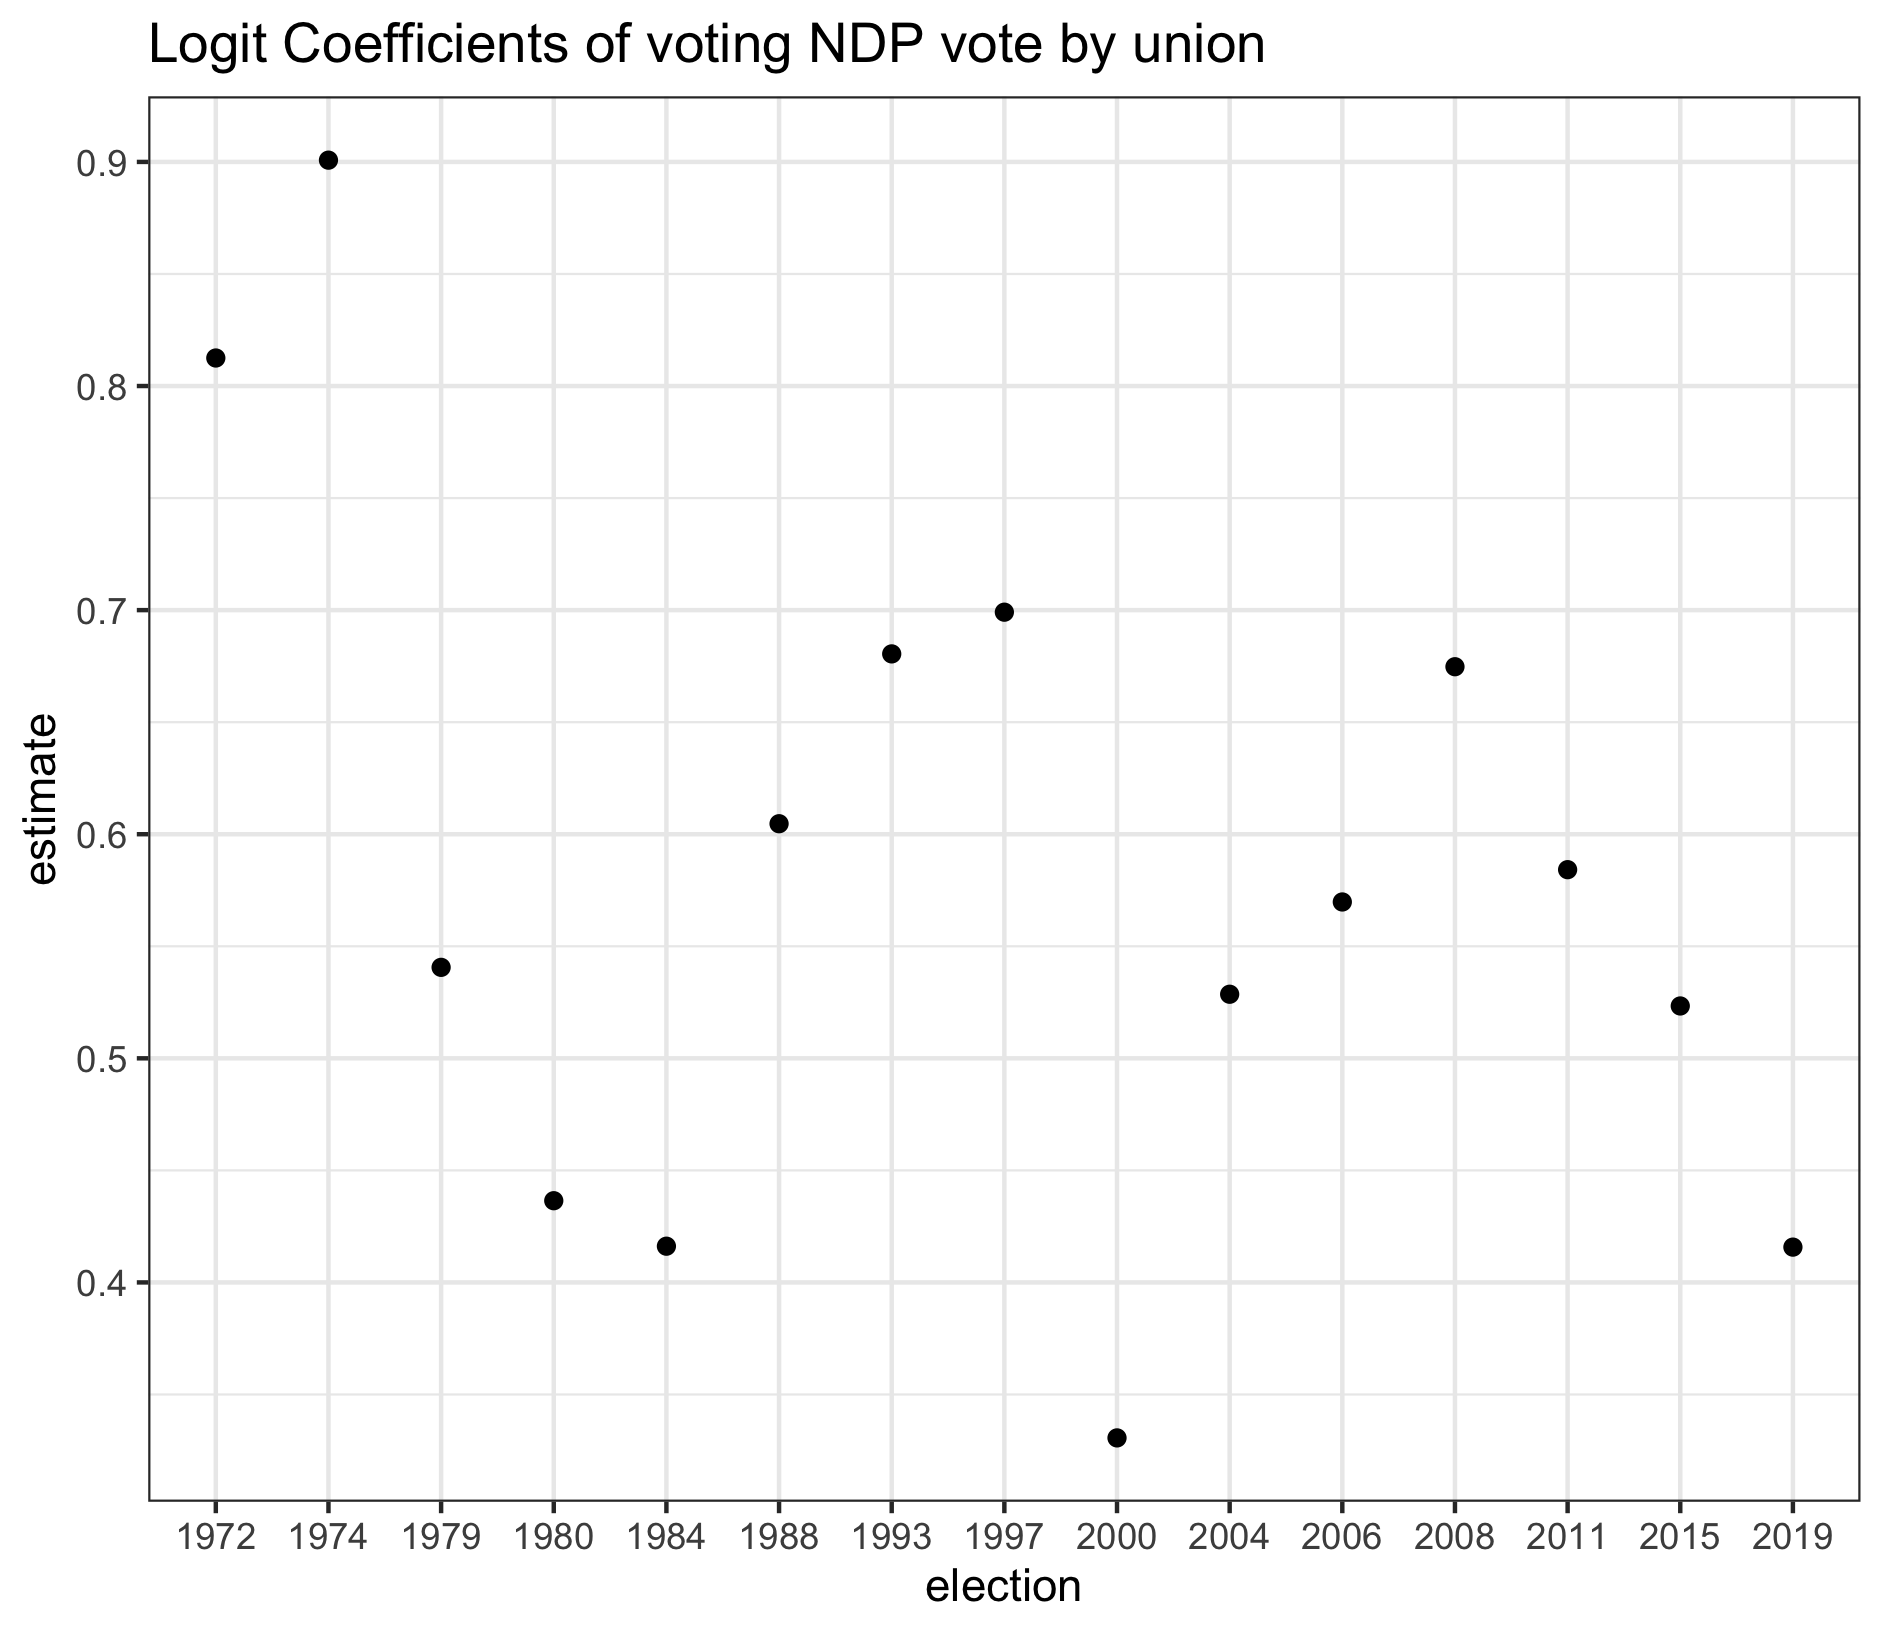 Logit Coefficients of voting NDP vote by union
0.9
0.8
0.7
0.6
0.5
0.4
estimate
1972 1974 1979 1980 1984 1988 1993 1997 2000 2004 2006 2008 2011 2015 2019
election